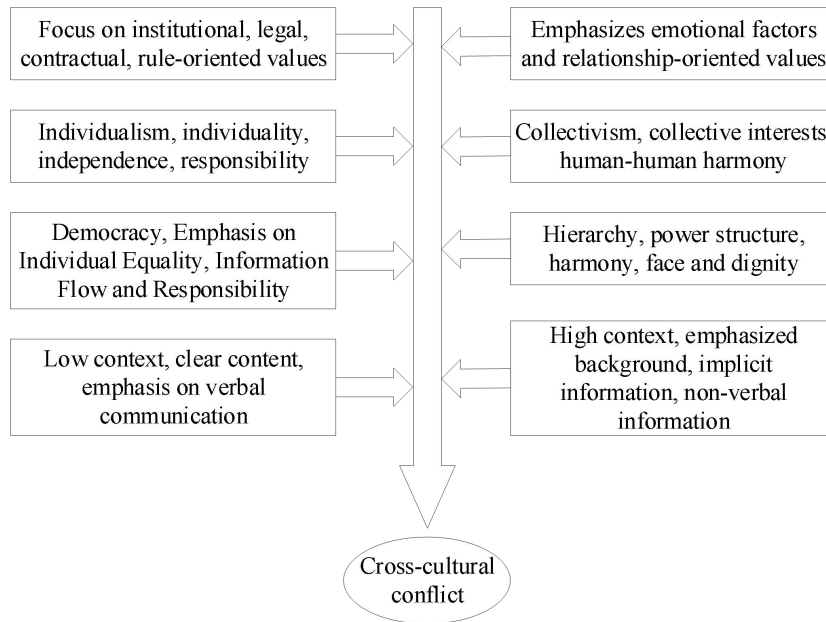 Focus on institutional, legal,
contractual, rule-oriented values
Emphasizes emotional factors
and relationship-oriented values
Individualism, individuality,
independence, responsibility
Collectivism, collective interests
human-human harmony
Democracy, Emphasis on
Individual Equality, Information
Flow and Responsibility
Hierarchy, power structure,
harmony, face and dignity
Low context, clear content,
emphasis on verbal
communication
High context, emphasized
background, implicit
information, non-verbal
information
Cross-cultural
conflict